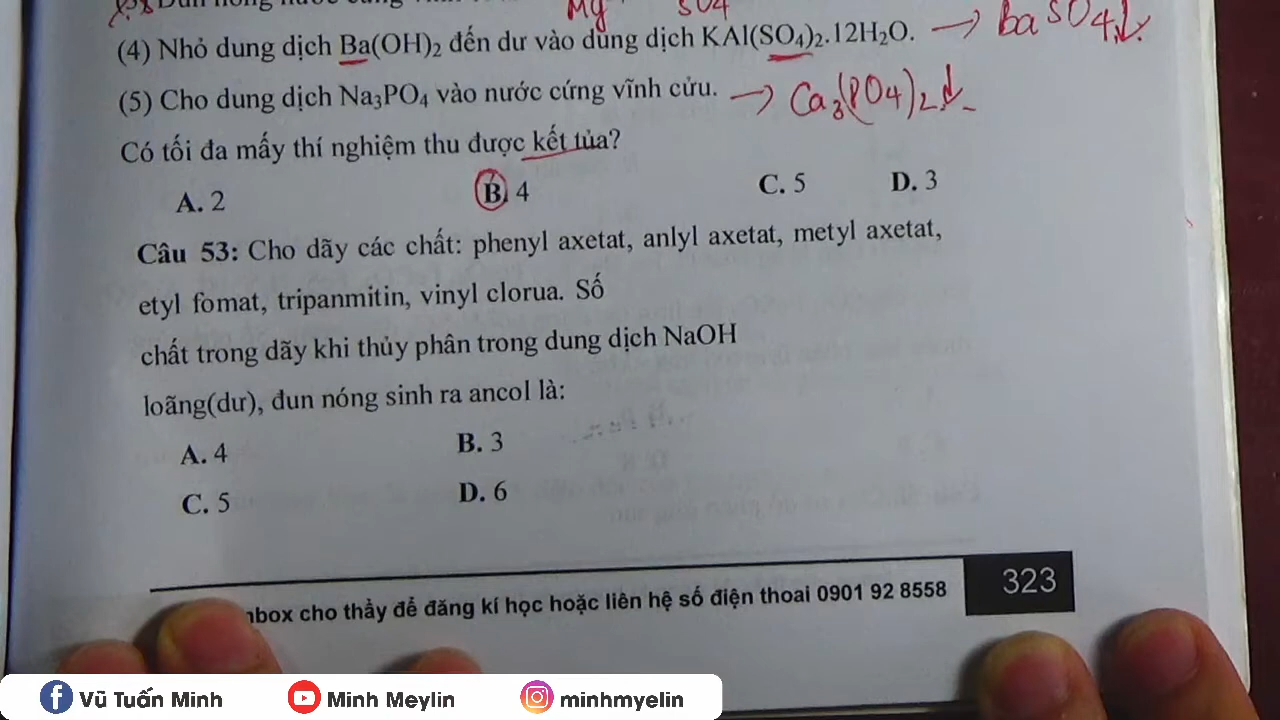 Mg SO4
(4) Nhỏ dung dịch Ba(OH)₂ đến dư vào dung dịch KAl(SO₄)₂.12H₂O. → BaSO4↓.
(5) Cho dung dịch Na₃PO₄ vào nước cứng vĩnh cửu. → Ca3(PO4)2↓
Có tối đa mấy thí nghiệm thu được kết tủa?
A. 2 B. 4 C. 5 D. 3
Câu 53: Cho dãy các chất: phenyl axetat, anlyl axetat, metyl axetat,
etyl fomat, tripanmitin, vinyl clorua. Số
chất trong dãy khi thủy phân trong dung dịch NaOH
loãng(dư), đun nóng sinh ra ancol là:
A. 4 B. 3
C. 5 D. 6
cho thầy để đăng kí học hoặc liên hệ số điện thoai 0901 92 8558 323
Vũ Tuấn Minh Minh Meylin minhmyelin